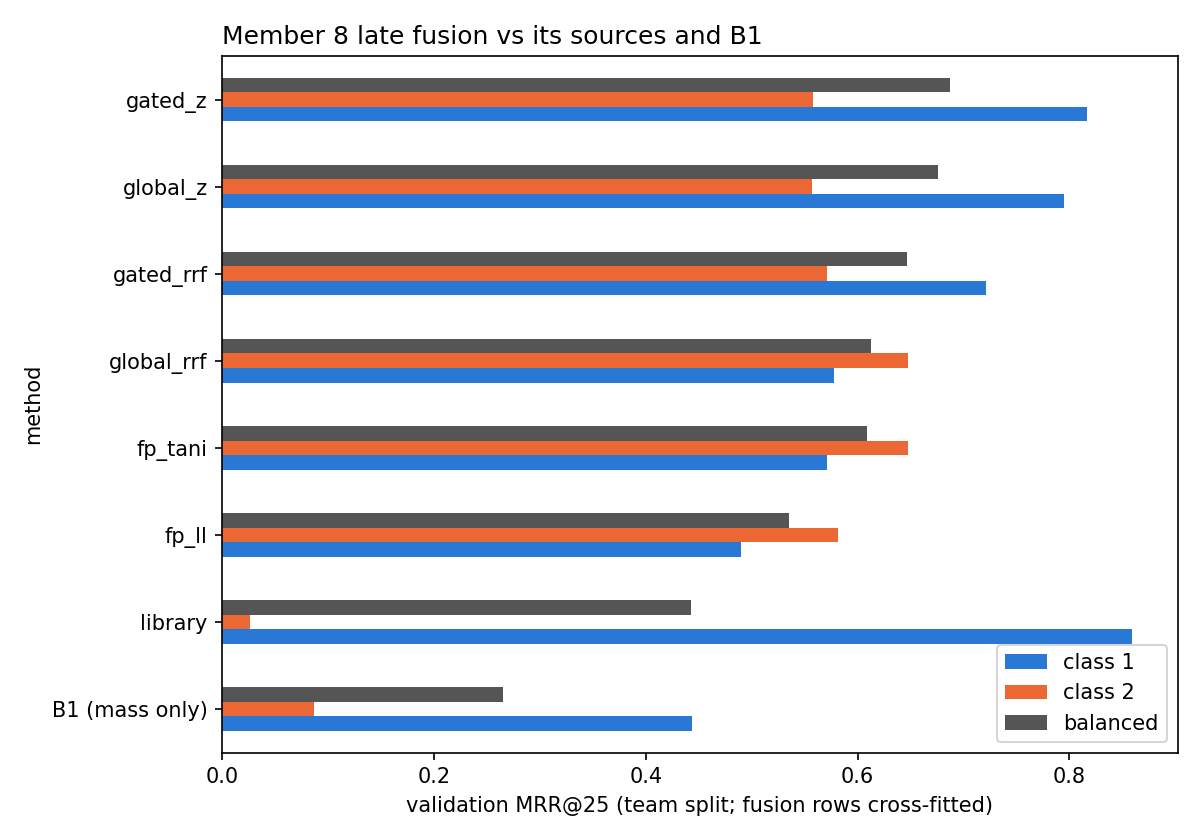 Member 8 late fusion vs its sources and B1
method
gated_z
global_z
gated_rrf
global_rrf
fp_tani
fp_ll
library
B1 (mass only)
class 1
class 2
balanced
0.0 0.2 0.4 0.6 0.8
validation MRR@25 (team split; fusion rows cross-fitted)